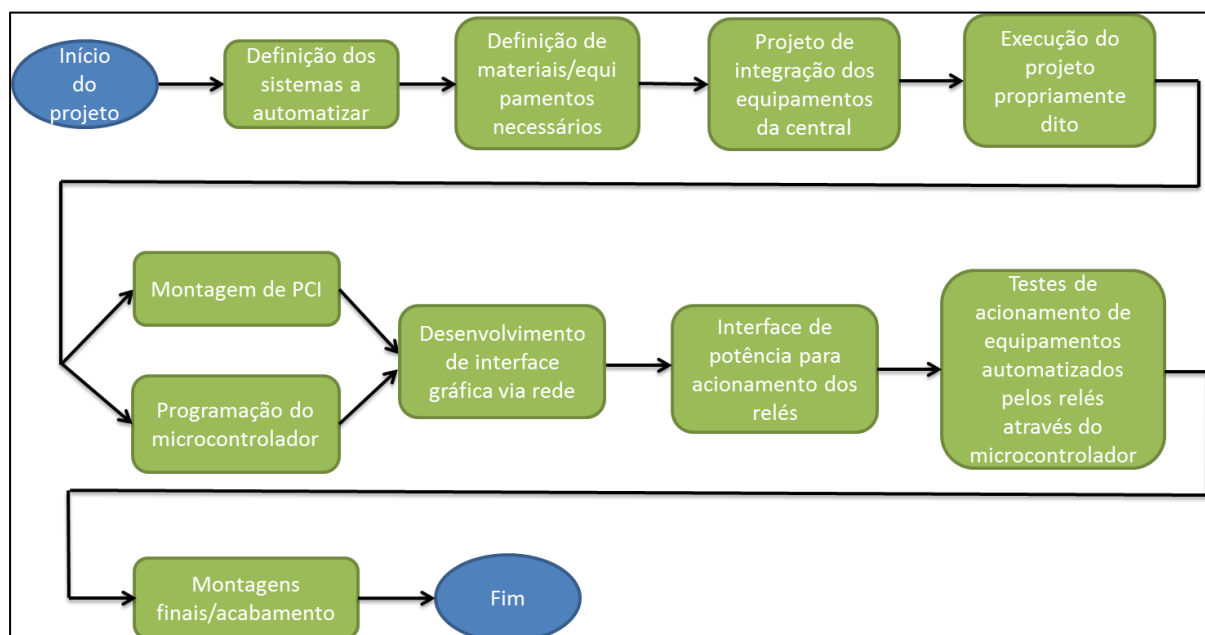 Início
do
projeto
Definição dos
sistemas a
automatizar
Definição de
materiais/equi
pamentos
necessários
Projeto de
integração dos
equipamentos
da central
Execução do
projeto
propriamente
dito
Montagem de PCI
Programação do
microcontrolador
Desenvolvimento
de interface
gráfica via rede
Interface de
potência para
acionamento dos
relés
Testes de
acionamento de
equipamentos
automatizados
pelos relés
através do
microcontrolador
Montagens
finais/acabamento
Fim